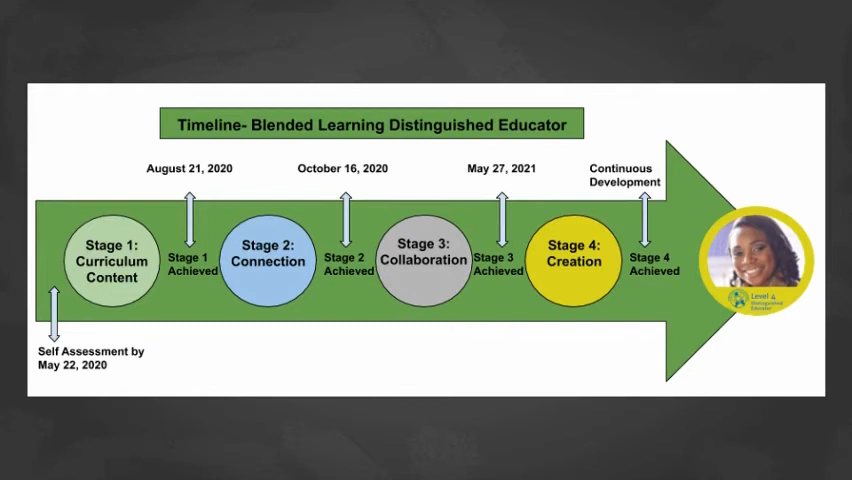 Timeline- Blended Learning Distinguished Educator
August 21, 2020
October 16, 2020
May 27, 2021
Continuous
Development
Stage 1:
Curriculum
Content
Stage 1
Achieved
Stage 2:
Connection
Stage 2
Achieved
Stage 3:
Collaboration
Stage 3
Achieved
Stage 4:
Creation
Stage 4
Achieved
Level 4
Distinguished
Educator
Self Assessment by
May 22, 2020